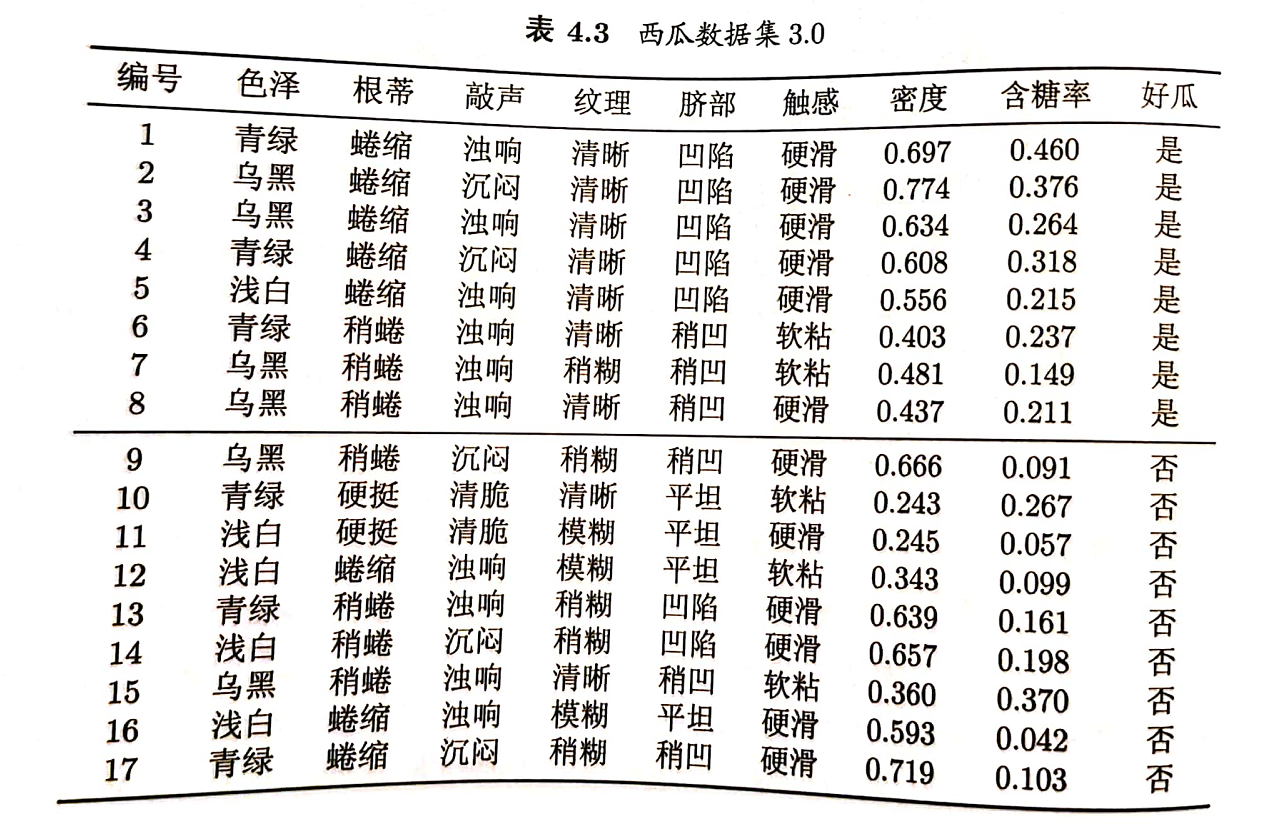 表 4.3 西瓜数据集 3.0
编号 色泽 根蒂 敲声 纹理 脐部 触感 密度 含糖率 好瓜
1 青绿 蜷缩 浊响 清晰 凹陷 硬滑 0.697 0.460 是
2 乌黑 蜷缩 沉闷 清晰 凹陷 硬滑 0.774 0.376 是
3 乌黑 蜷缩 浊响 清晰 凹陷 硬滑 0.634 0.264 是
4 青绿 蜷缩 沉闷 清晰 凹陷 硬滑 0.608 0.318 是
5 浅白 蜷缩 浊响 清晰 凹陷 硬滑 0.556 0.215 是
6 青绿 稍蜷 浊响 清晰 稍凹 软粘 0.403 0.237 是
7 乌黑 稍蜷 浊响 稍糊 稍凹 软粘 0.481 0.149 是
8 乌黑 稍蜷 浊响 清晰 稍凹 硬滑 0.437 0.211 是
9 乌黑 稍蜷 沉闷 稍糊 稍凹 硬滑 0.666 0.091 否
10 青绿 硬挺 清脆 清晰 平坦 软粘 0.243 0.267 否
11 浅白 硬挺 清脆 模糊 平坦 硬滑 0.245 0.057 否
12 浅白 蜷缩 浊响 模糊 平坦 软粘 0.343 0.099 否
13 青绿 稍蜷 浊响 稍糊 凹陷 硬滑 0.639 0.161 否
14 浅白 稍蜷 沉闷 稍糊 凹陷 硬滑 0.657 0.198 否
15 乌黑 稍蜷 浊响 清晰 稍凹 软粘 0.360 0.370 否
16 浅白 蜷缩 浊响 模糊 平坦 硬滑 0.593 0.042 否
17 青绿 蜷缩 沉闷 稍糊 稍凹 硬滑 0.719 0.103 否